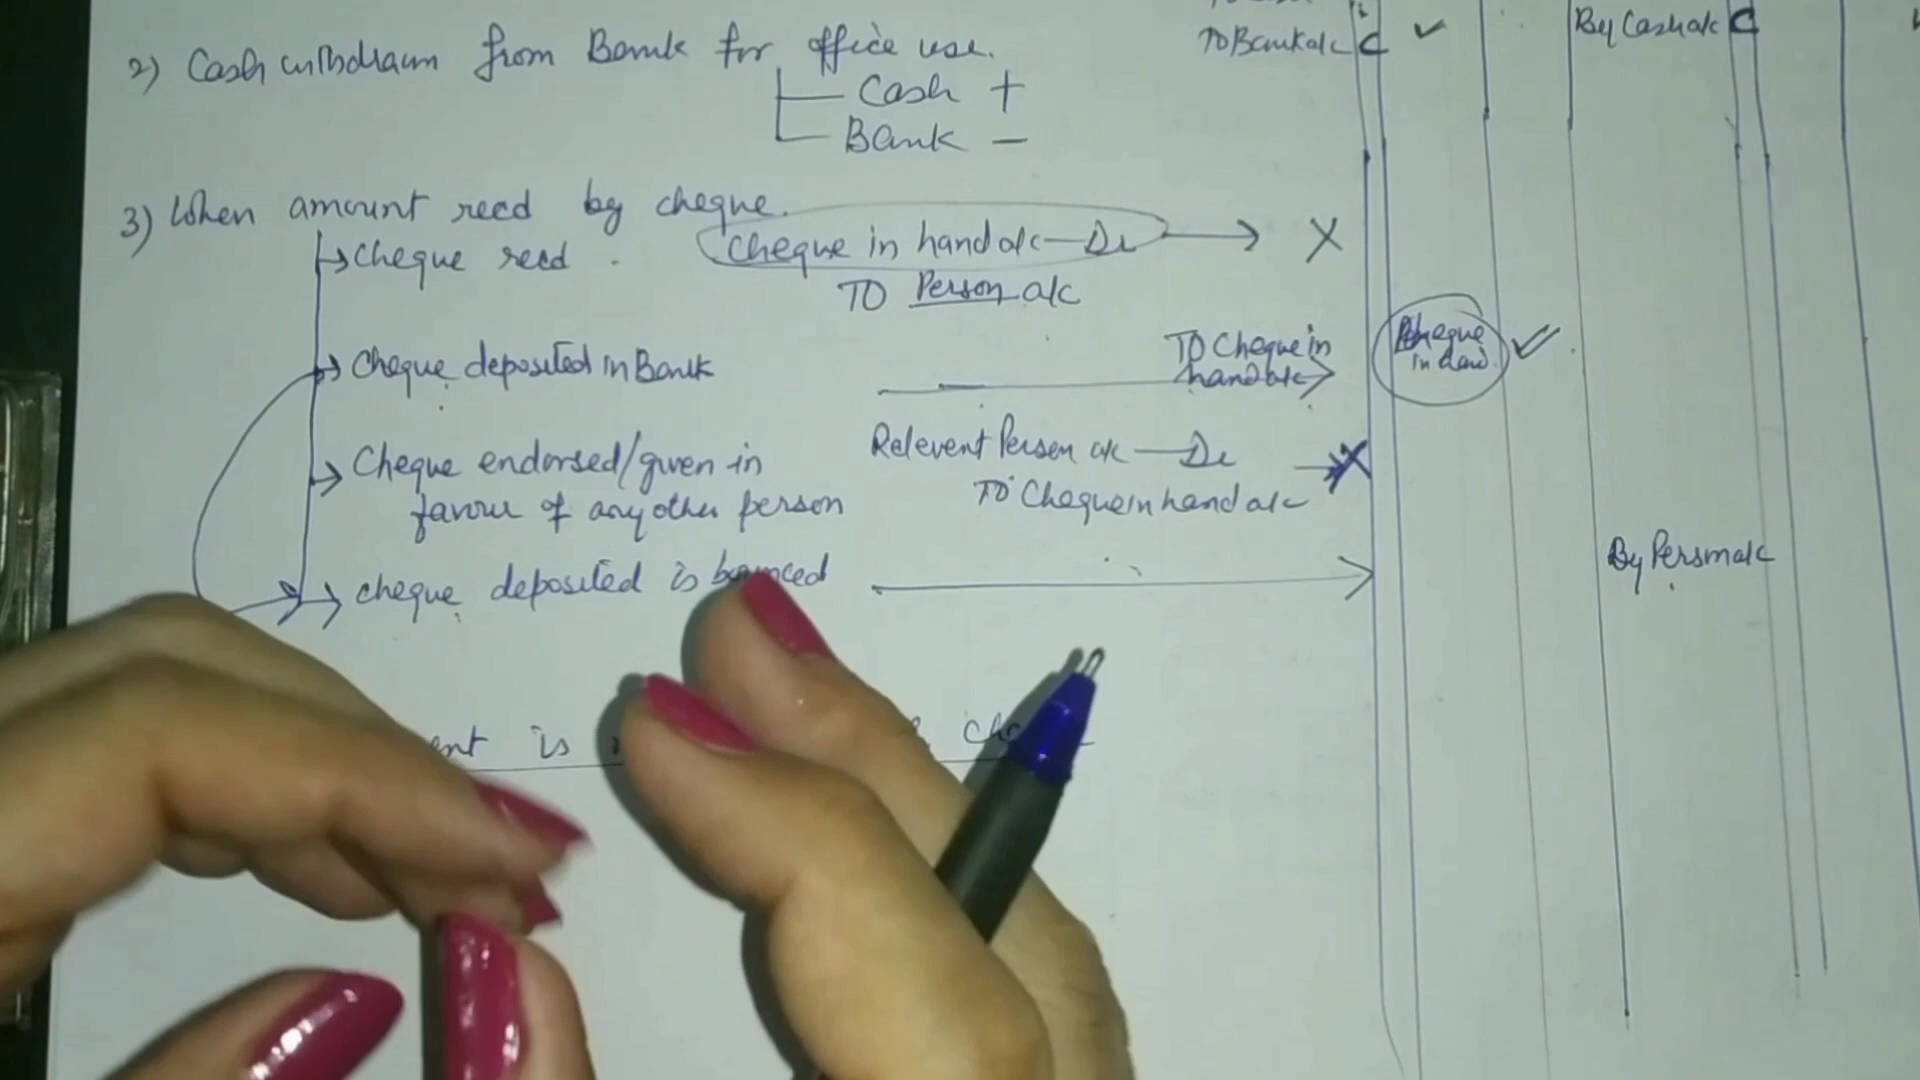 2) Cash withdrawn from Bank for office use.
Cash +
Bank -
To Bank a/c C ✓
By Cash a/c C
3) When amount recd by cheque.
Cheque recd.
Cheque in hand a/c - Dr X
TO Person a/c
Cheque deposited in Bank
TO Cheque in
hand a/c
Cheque
in hand ✓
Cheque endorsed/given in
favour of any other person
Relevent Person a/c - Dr X
TO Cheque in hand a/c
cheque deposited is bounced
By Person a/c
is